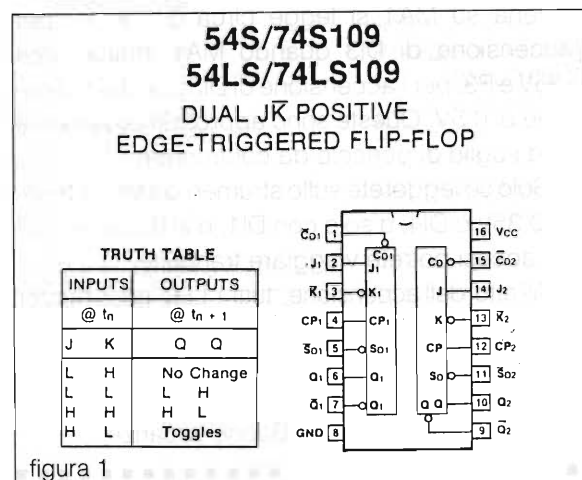 54S/74S109
54LS/74LS109
DUAL JK̄ POSITIVE
EDGE-TRIGGERED FLIP-FLOP
TRUTH TABLE
INPUTS OUTPUTS
@ tn @ tn + 1
J K Q Q
L H No Change
L L L H
H H H L
H L Toggles
C̄D1 1 CD1 CD 16 VCC
2 J1 15 C̄D2
K̄1 3 K1 J 14 J2
CP1 4 CP1 K 13 K̄2
S̄D1 5 SD1 CP 12 CP2
Q1 6 Q1 SD 11 S̄D2
Q̄1 7 Q1 Q Q 10 Q2
GND 8 9 Q̄2
figura 1